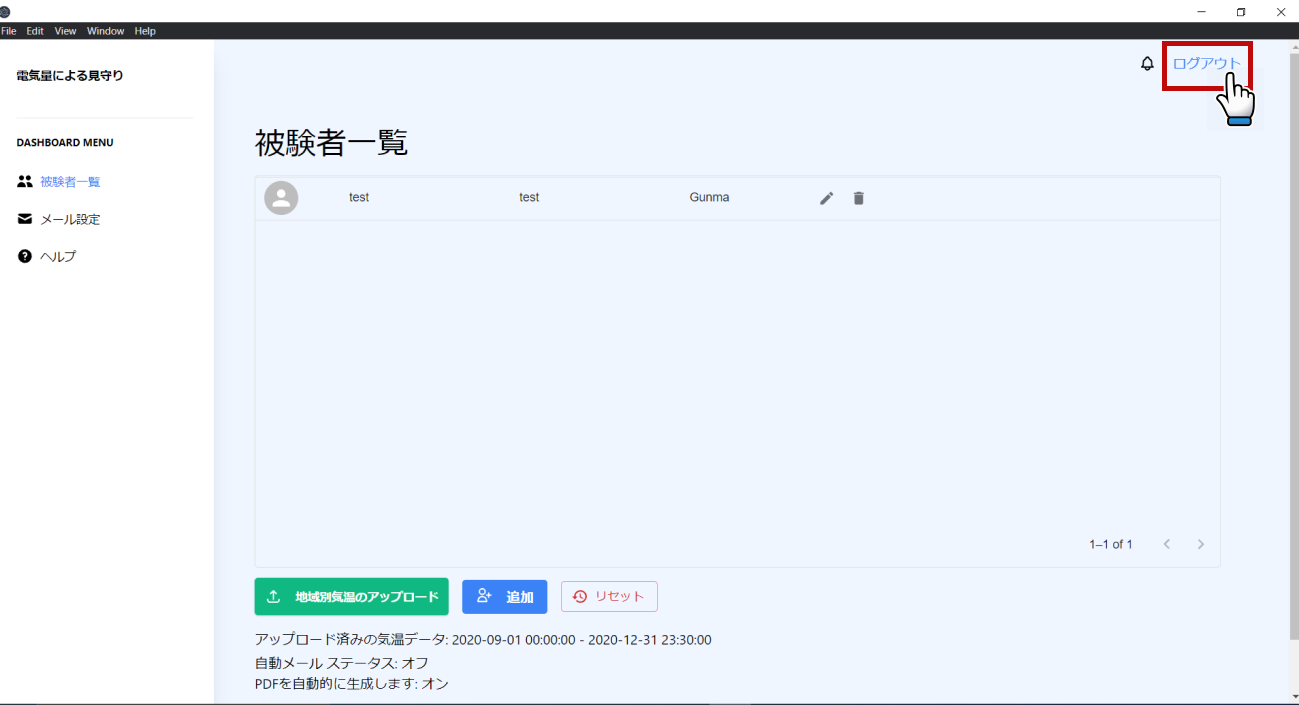 File Edit View Window Help
電気量による見守り
ログアウト
DASHBOARD MENU
被験者一覧
メール設定
ヘルプ
被験者一覧
test test Gunma
1–1 of 1
地域別気温のアップロード 追加 リセット
アップロード済みの気温データ: 2020-09-01 00:00:00 - 2020-12-31 23:30:00
自動メール ステータス: オフ
PDFを自動的に生成します: オン